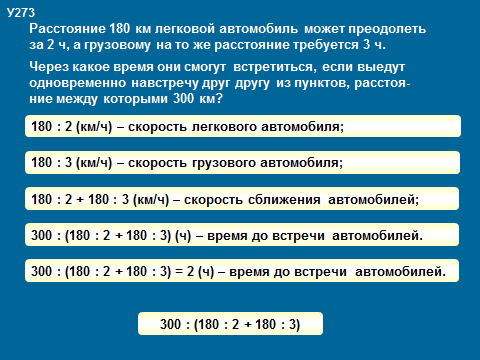 У273
Расстояние 180 км легковой автомобиль может преодолеть
за 2 ч, а грузовому на то же расстояние требуется 3 ч.
Через какое время они смогут встретиться, если выедут
одновременно навстречу друг другу из пунктов, расстоя-
ние между которыми 300 км?
180 : 2 (км/ч) – скорость легкового автомобиля;
180 : 3 (км/ч) – скорость грузового автомобиля;
180 : 2 + 180 : 3 (км/ч) – скорость сближения автомобилей;
300 : (180 : 2 + 180 : 3) (ч) – время до встречи автомобилей.
300 : (180 : 2 + 180 : 3) = 2 (ч) – время до встречи автомобилей.
300 : (180 : 2 + 180 : 3)